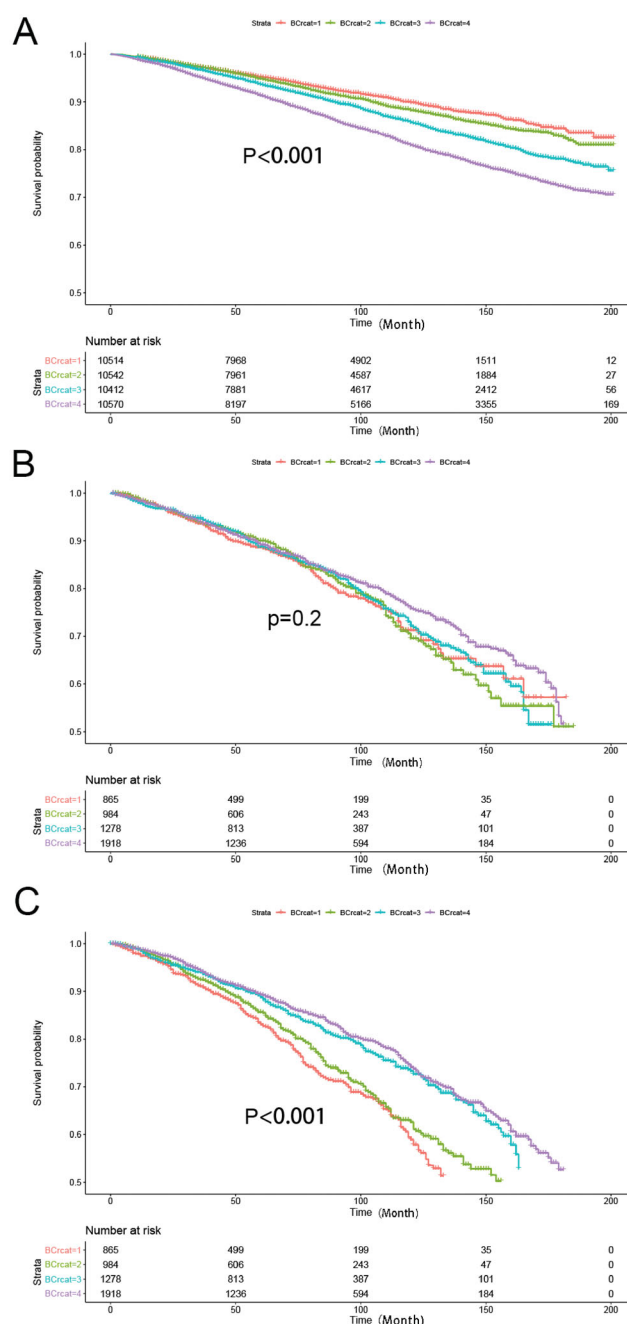 A
Strata BCrcat=1 BCrcat=2 BCrcat=3 BCrcat=4
1.0
0.9
0.8
0.7
0.6
0.5
Survival probability
P<0.001
0 50 100 150 200
Time (Month)
Number at risk
Strata
BCrcat=1 10514 7968 4902 1511 12
BCrcat=2 10542 7961 4587 1884 27
BCrcat=3 10412 7881 4617 2412 56
BCrcat=4 10570 8197 5166 3355 169
0 50 100 150 200
Time (Month)
B
Strata BCrcat=1 BCrcat=2 BCrcat=3 BCrcat=4
1.0
0.9
0.8
0.7
0.6
0.5
Survival probability
p=0.2
0 50 100 150 200
Time (Month)
Number at risk
Strata
BCrcat=1 865 499 199 35 0
BCrcat=2 984 606 243 47 0
BCrcat=3 1278 813 387 101 0
BCrcat=4 1918 1236 594 184 0
0 50 100 150 200
Time (Month)
C
Strata BCrcat=1 BCrcat=2 BCrcat=3 BCrcat=4
1.0
0.9
0.8
0.7
0.6
0.5
Survival probability
P<0.001
0 50 100 150 200
Time (Month)
Number at risk
Strata
BCrcat=1 865 499 199 35 0
BCrcat=2 984 606 243 47 0
BCrcat=3 1278 813 387 101 0
BCrcat=4 1918 1236 594 184 0
0 50 100 150 200
Time (Month)